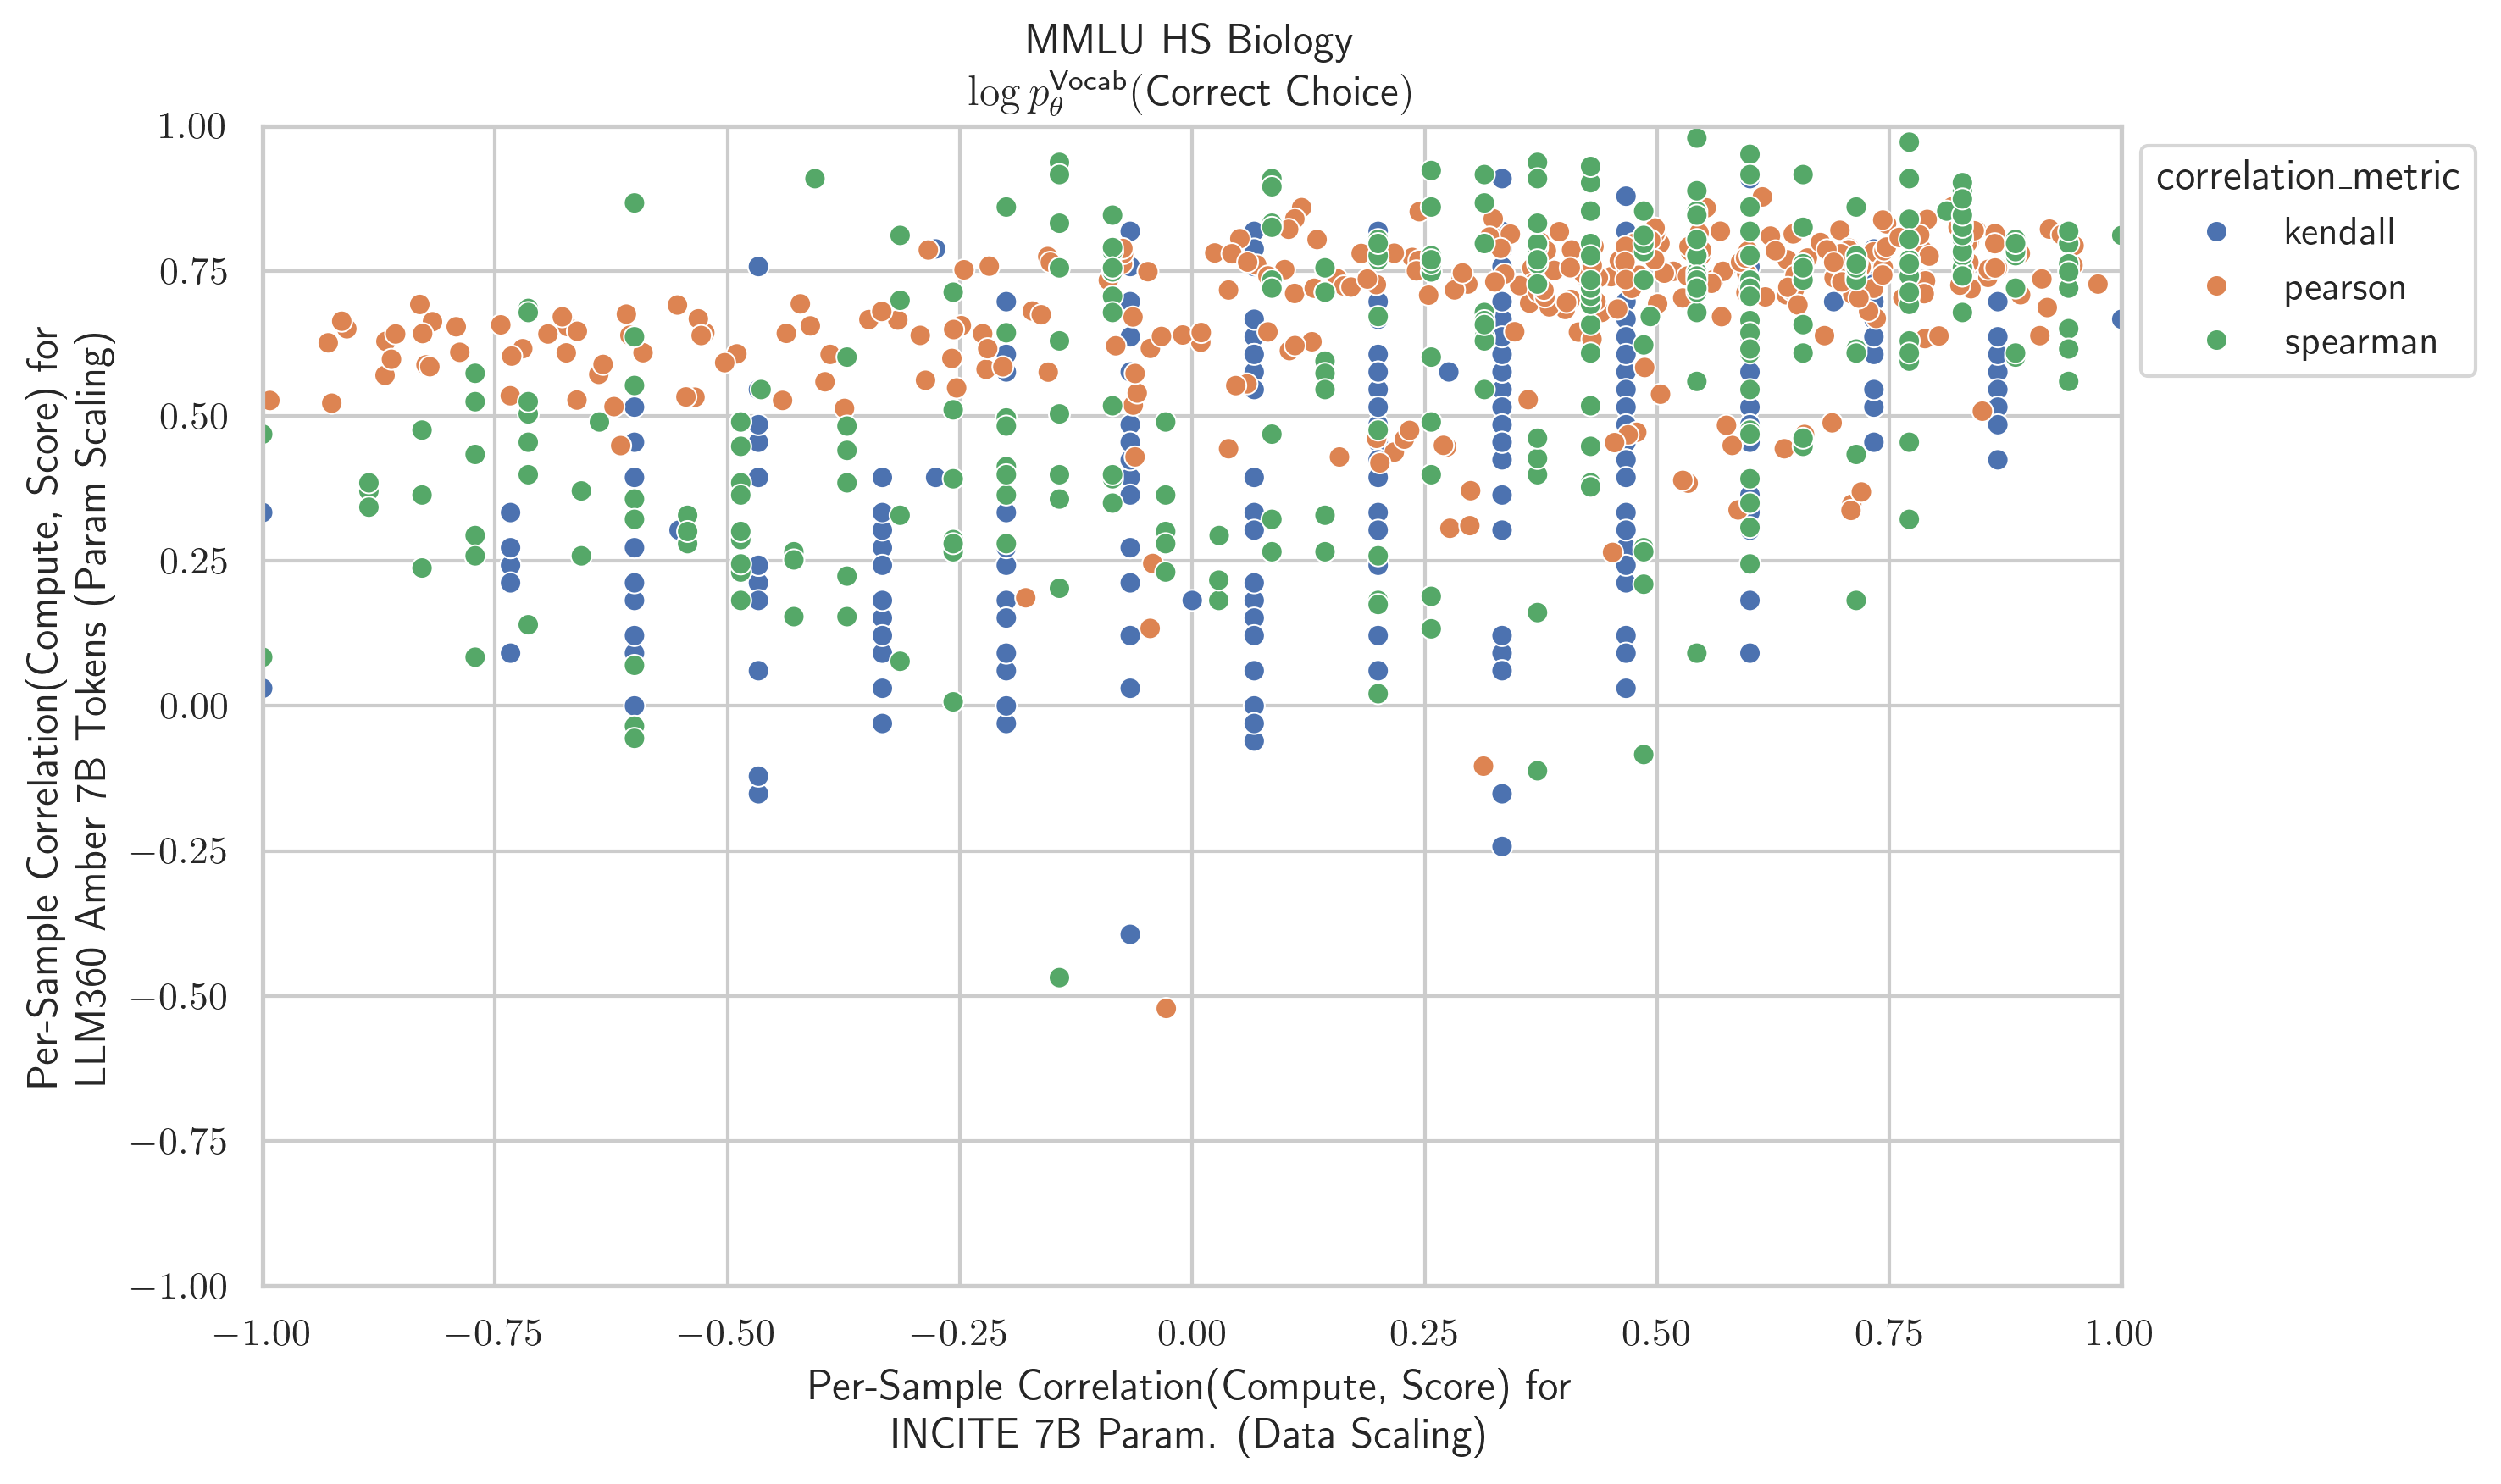 MMLU HS Biology
log p_θ^Vocab(Correct Choice)
Per-Sample Correlation(Compute, Score) for
LLM360 Amber 7B Tokens (Param Scaling)
1.00
0.75
0.50
0.25
0.00
−0.25
−0.50
−0.75
−1.00
correlation_metric
kendall
pearson
spearman
−1.00 −0.75 −0.50 −0.25 0.00 0.25 0.50 0.75 1.00
Per-Sample Correlation(Compute, Score) for
INCITE 7B Param. (Data Scaling)